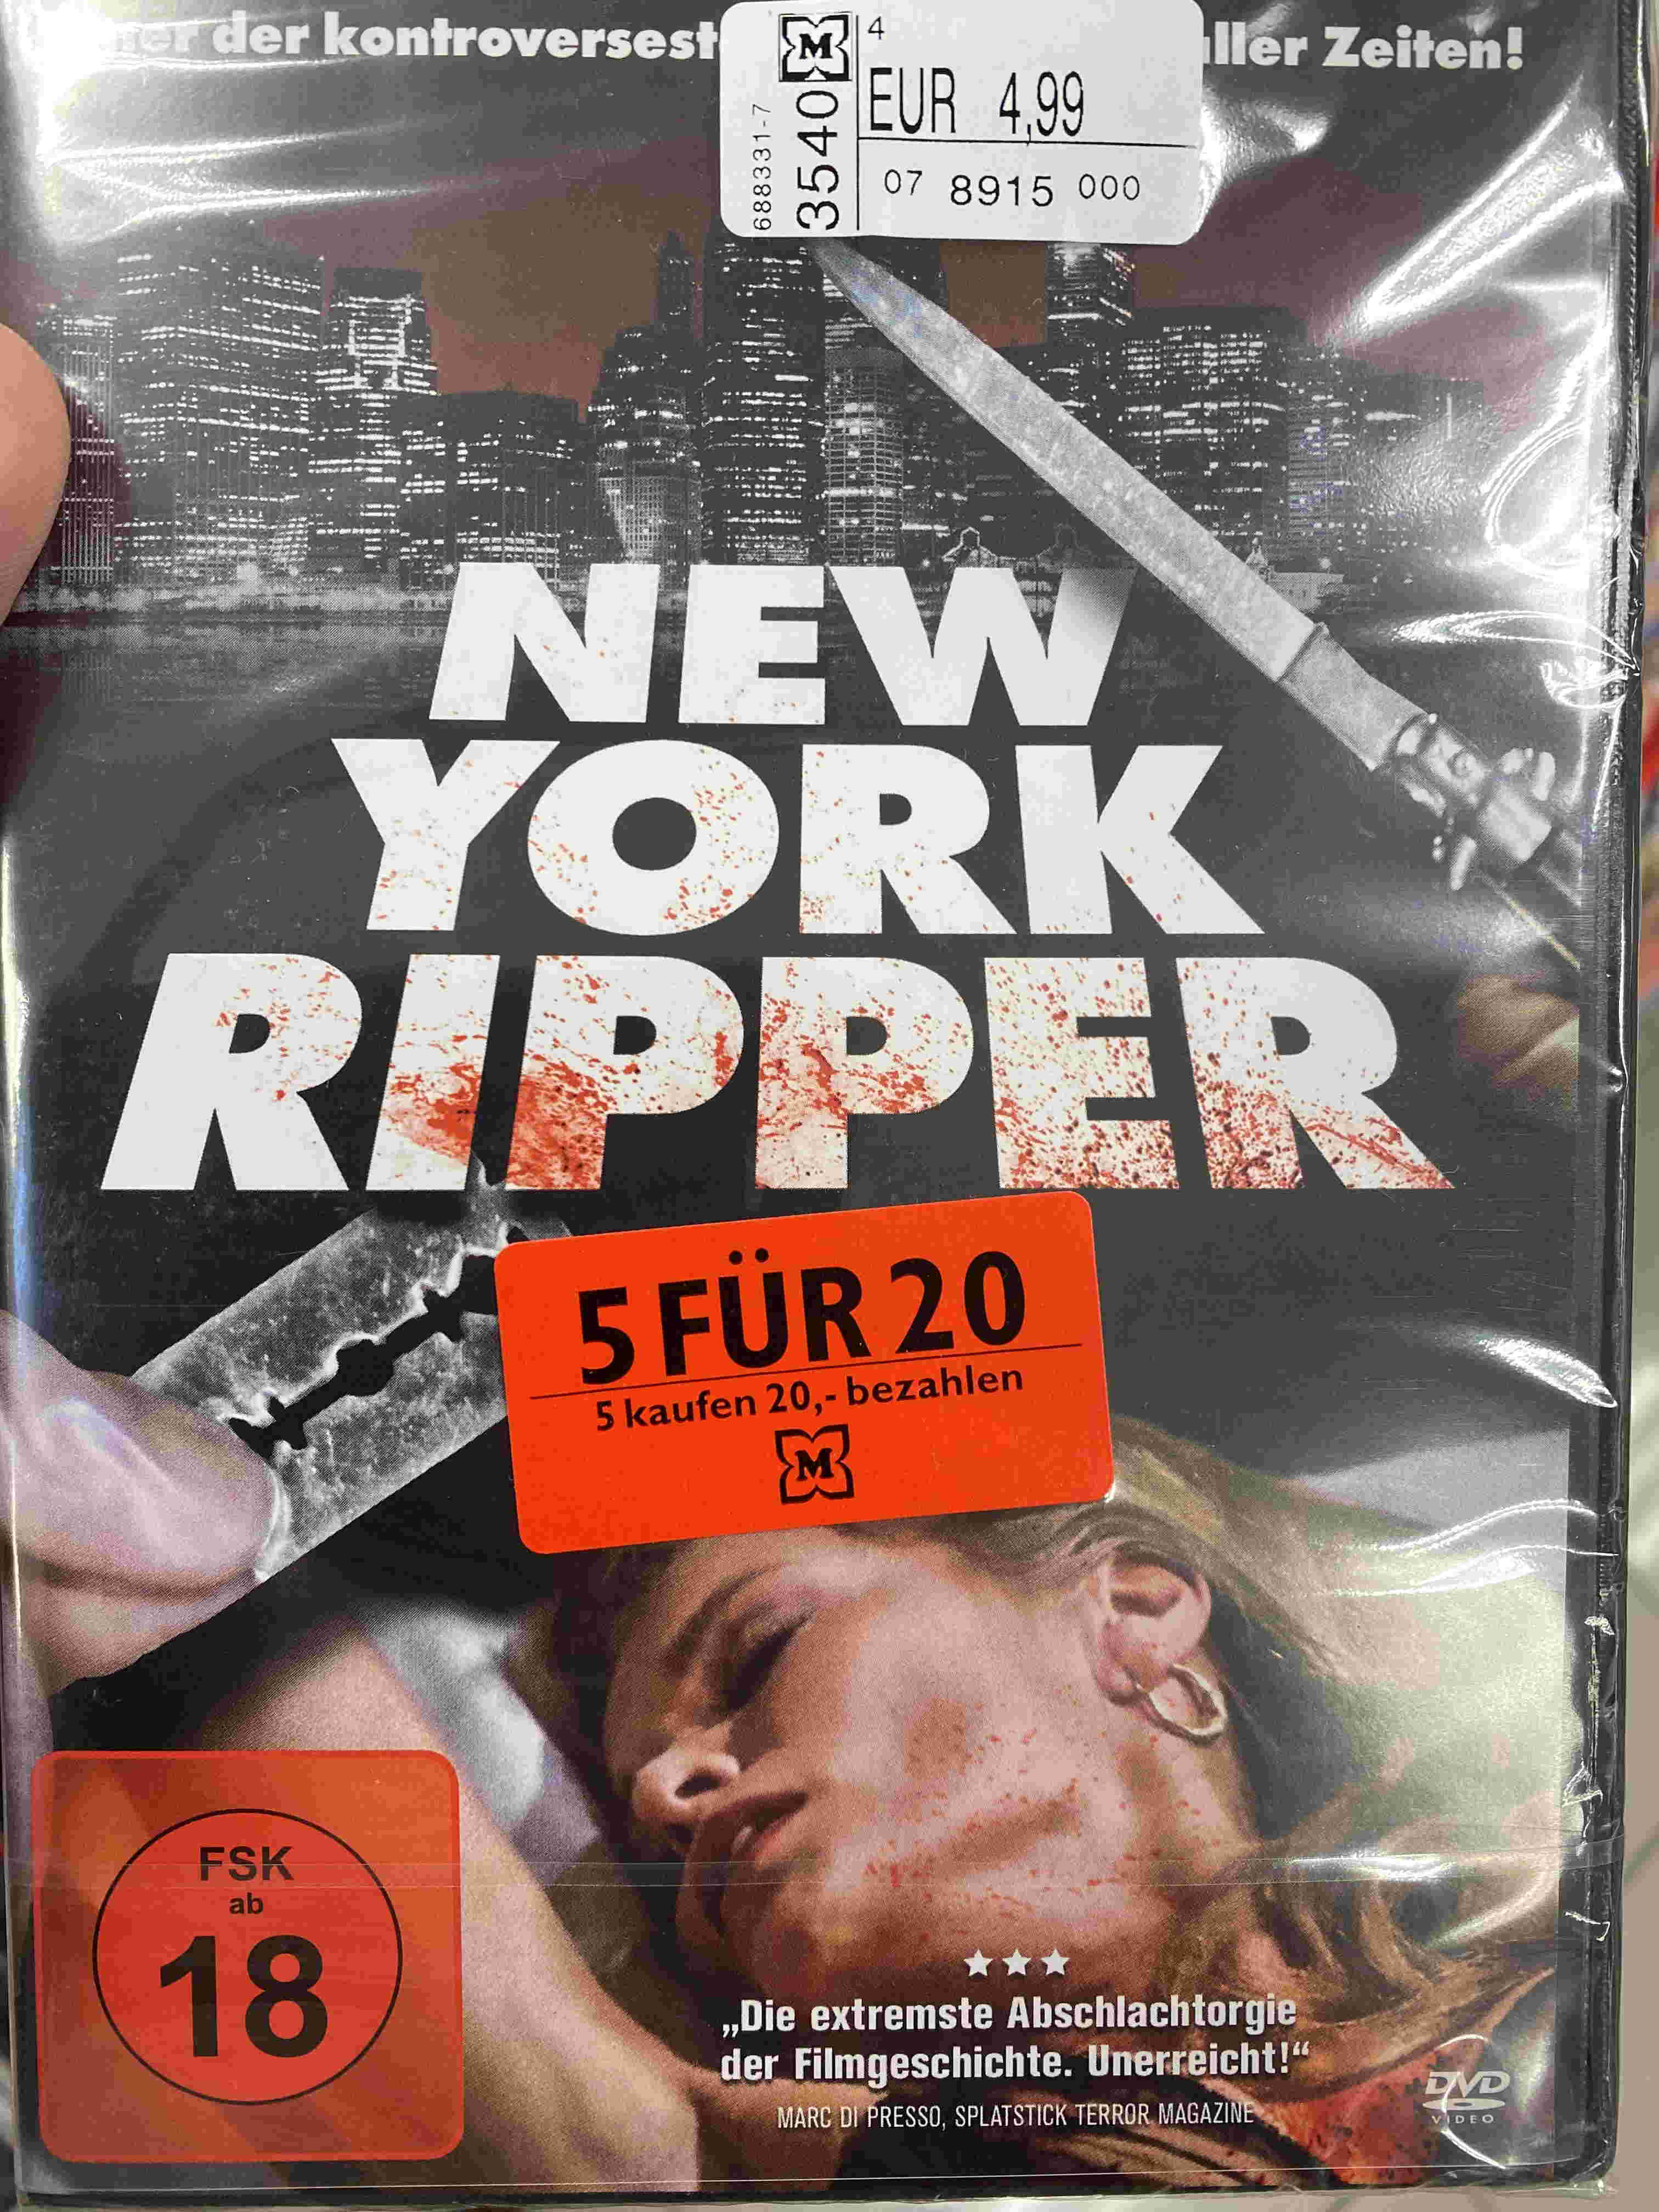 der kontroversest
ller Zeiten!
M
4
EUR 4,99
07 8915 000
688331-7
3540
NEW
YORK
RIPPER
5 FÜR 20
5 kaufen 20,- bezahlen
M
FSK
ab
18
„Die extremste Abschlachtorgie
der Filmgeschichte. Unerreicht!“
MARC DI PRESSO, SPLATSTICK TERROR MAGAZINE
DVD
VIDEO